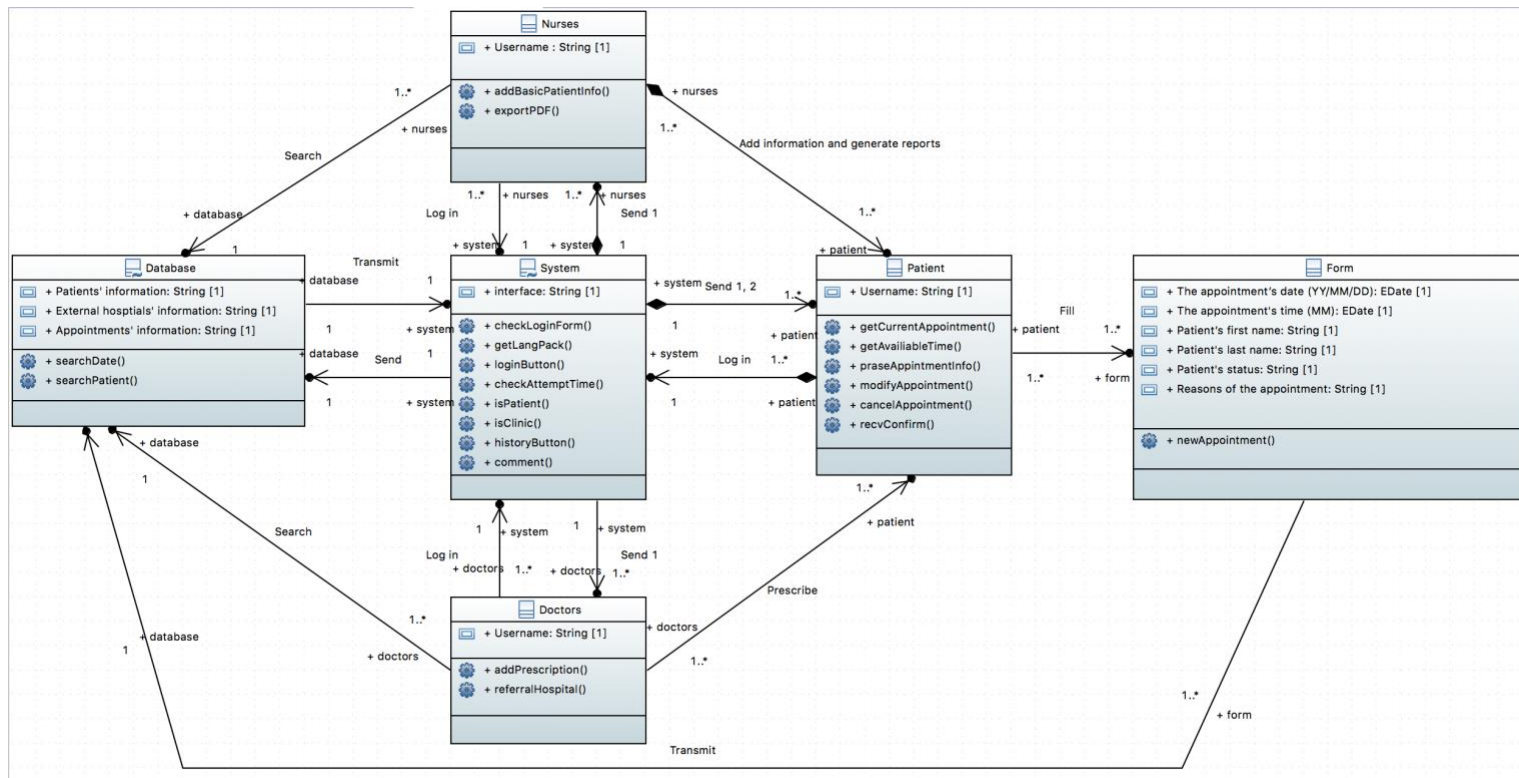 Nurses
+ Username : String [1]
+ addBasicPatientInfo()
+ exportPDF()
1..*
+ nurses
Search
+ database
1
+ nurses
1..*
Add information and generate reports
1..*
+ patient
1..*
+ nurses
Log in
+ system
1
1..*
+ nurses
Send 1
+ system
1
Database
+ Patients' information: String [1]
+ External hosptials' information: String [1]
+ Appointments' information: String [1]
+ searchDate()
+ searchPatient()
Transmit
+ database
1
1
+ system
+ database
Send
1
1
+ system
System
+ interface: String [1]
+ checkLoginForm()
+ getLangPack()
+ loginButton()
+ checkAttemptTime()
+ isPatient()
+ isClinic()
+ historyButton()
+ comment()
+ system
Send 1, 2
1..*
1
+ patient
+ system
Log in
1..*
1
+ patient
Patient
+ Username: String [1]
+ getCurrentAppointment()
+ getAvailiableTime()
+ praseAppintmentInfo()
+ modifyAppointment()
+ cancelAppointment()
+ recvConfirm()
Fill
+ patient
1..*
1..*
+ form
Form
+ The appointment's date (YY/MM/DD): EDate [1]
+ The appointment's time (MM): EDate [1]
+ Patient's first name: String [1]
+ Patient's last name: String [1]
+ Patient's status: String [1]
+ Reasons of the appointment: String [1]
+ newAppointment()
+ database
1
Search
1..*
+ doctors
1
+ system
Log in
+ doctors
1..*
1
+ system
Send 1
+ doctors
1..*
1..*
+ patient
Prescribe
+ doctors
1..*
Doctors
+ Username: String [1]
+ addPrescription()
+ referralHospital()
+ database
1
1..*
+ form
Transmit